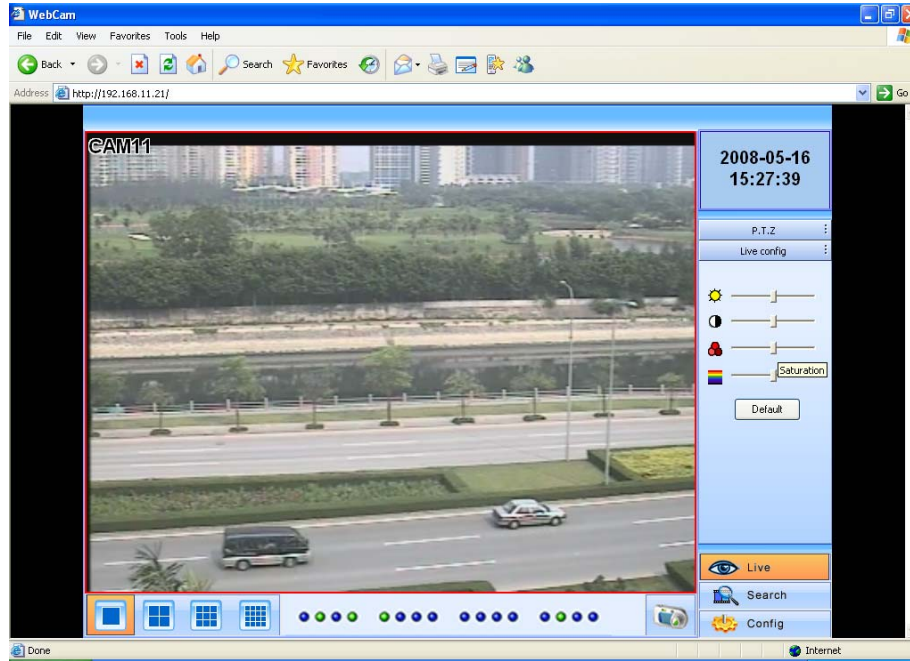 WebCam
File Edit View Favorites Tools Help
Back Search Favorites
Address http://192.168.11.21/ Go
CAM11
2008-05-16
15:27:39
P.T.Z
Live config
Saturation
Default
Live
Search
Config
Done Internet